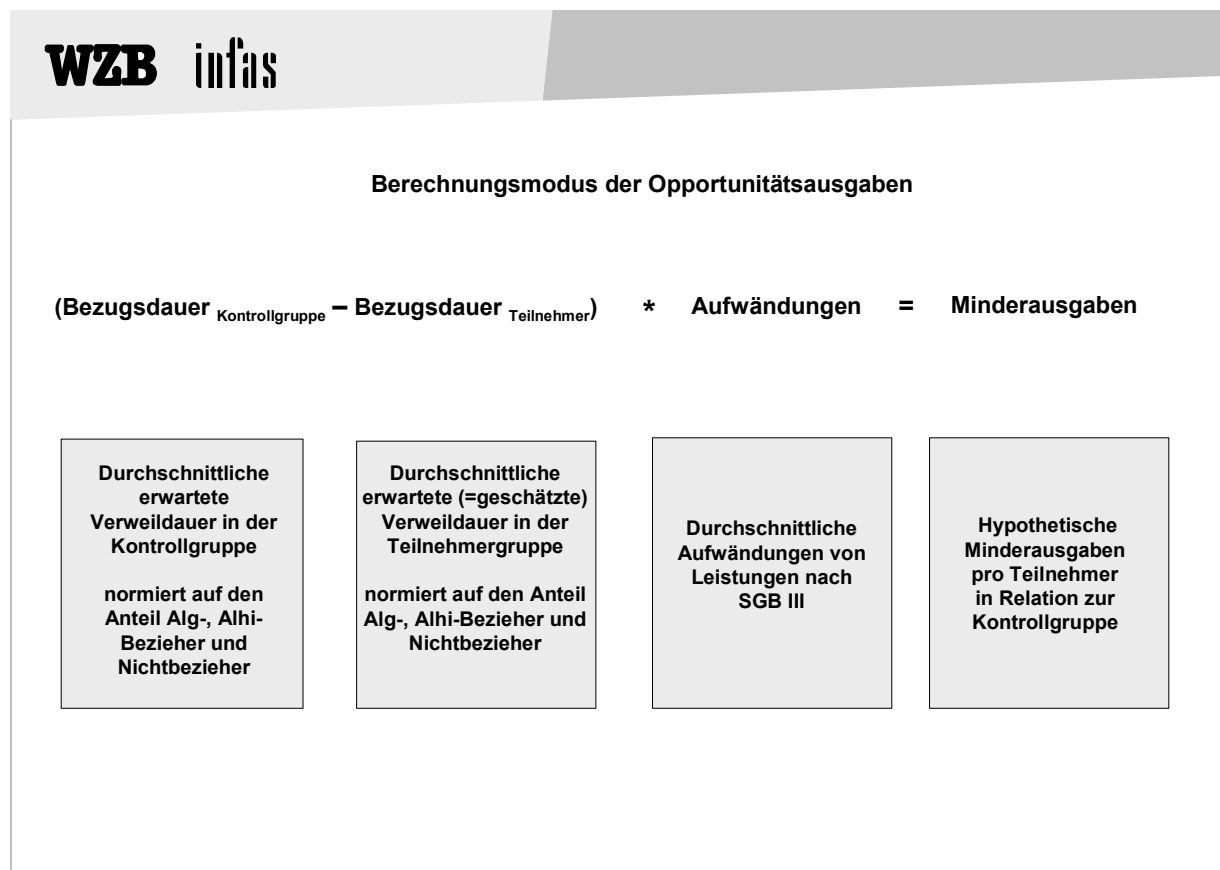 WZB infas
Berechnungsmodus der Opportunitätsausgaben
(Bezugsdauer Kontrollgruppe – Bezugsdauer Teilnehmer) * Aufwändungen = Minderausgaben
Durchschnittliche
erwartete
Verweildauer in der
Kontrollgruppe
normiert auf den
Anteil Alg-, Alhi-
Bezieher und
Nichtbezieher
Durchschnittliche
erwartete (=geschätzte)
Verweildauer in der
Teilnehmergruppe
normiert auf den Anteil
Alg-, Alhi-Bezieher und
Nichtbezieher
Durchschnittliche
Aufwändungen von
Leistungen nach
SGB III
Hypothetische
Minderausgaben
pro Teilnehmer
in Relation zur
Kontrollgruppe